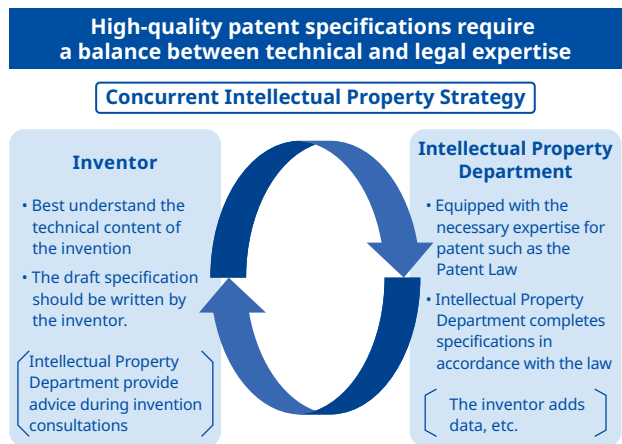 High-quality patent specifications require
a balance between technical and legal expertise
Concurrent Intellectual Property Strategy
Inventor
• Best understand the
technical content of
the invention
• The draft specification
should be written by
the inventor.
Intellectual Property
Department provide
advice during invention
consultations
Intellectual Property
Department
• Equipped with the
necessary expertise for
patent such as the
Patent Law
• Intellectual Property
Department completes
specifications in
accordance with the law
The inventor adds
data, etc.